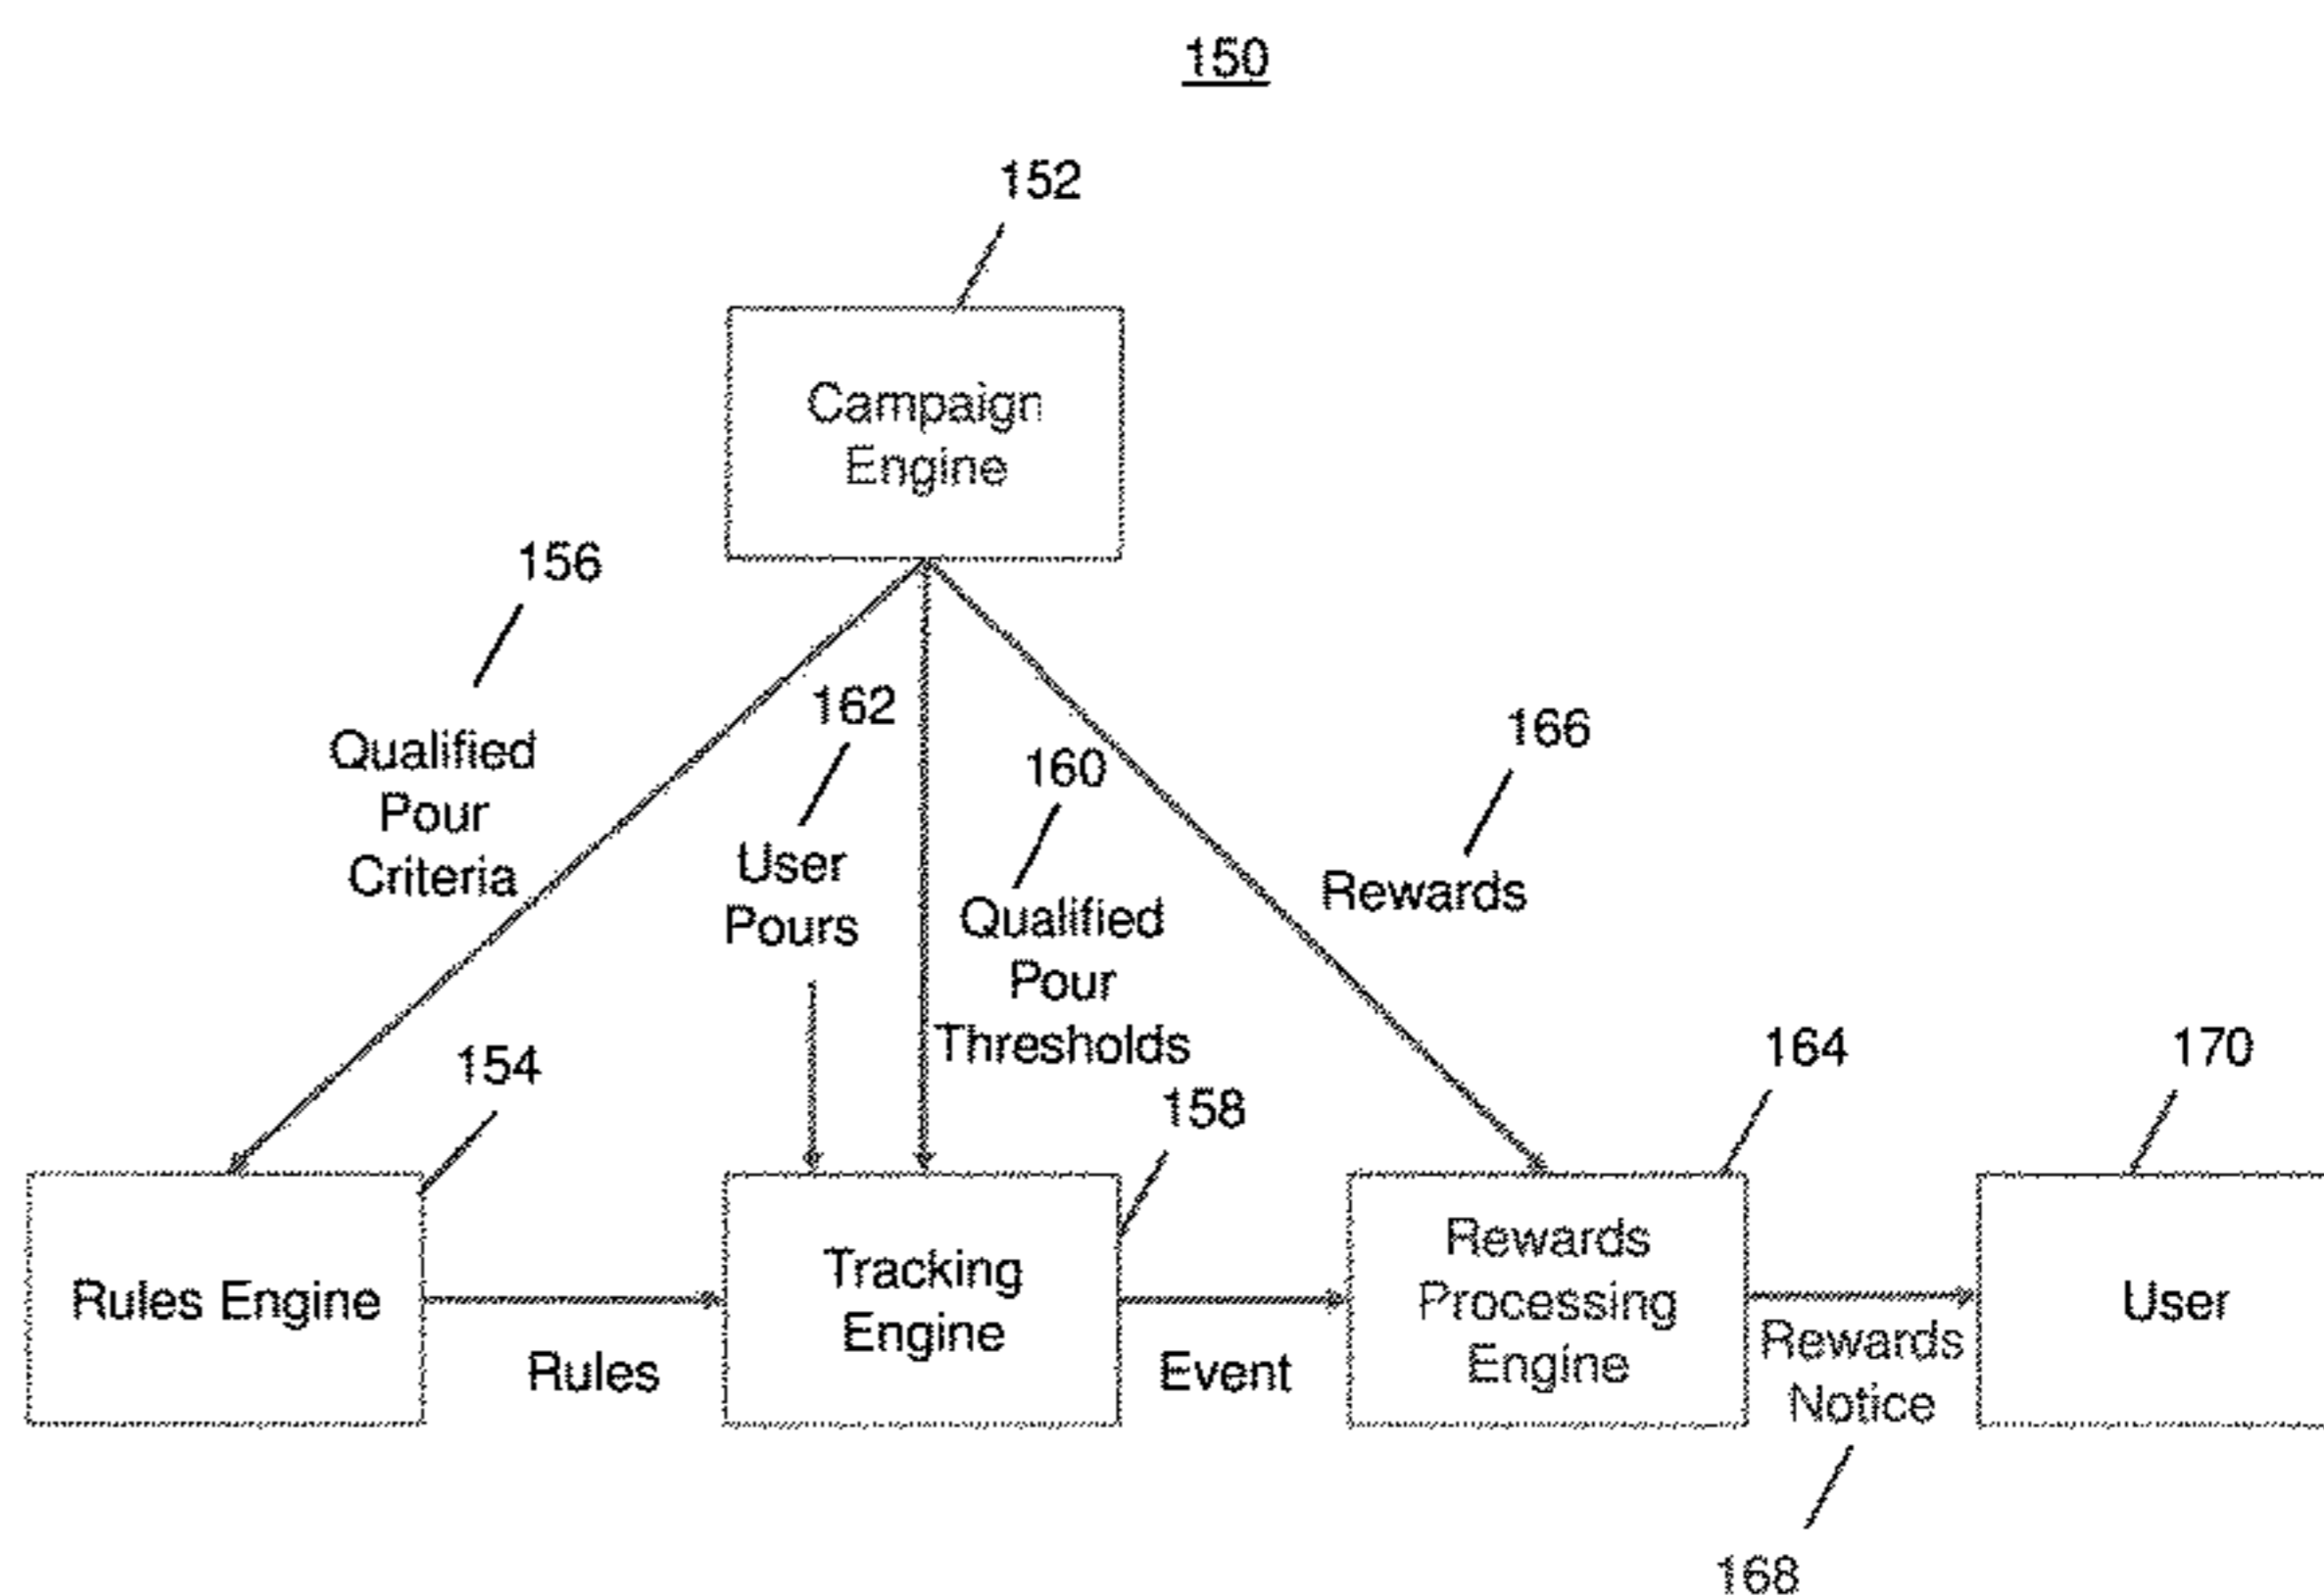 150
152
Campaign
Engine
156
162
160
166
Qualified
Pour
Criteria
User
Pours
Qualified
Pour
Thresholds
Rewards
154
158
164
170
Rules Engine
Rules
Tracking
Engine
Event
Rewards
Processing
Engine
Rewards
Notice
User
168